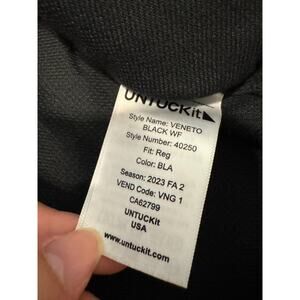 UNTUCKit
Style Name: VENETO
BLACK WF
Style Number: 40250
Fit: Reg
Color: BLA
Season: 2023 FA 2
VEND Code: VNG 1
CA62799
UNTUCKit
USA
www.untuckit.com